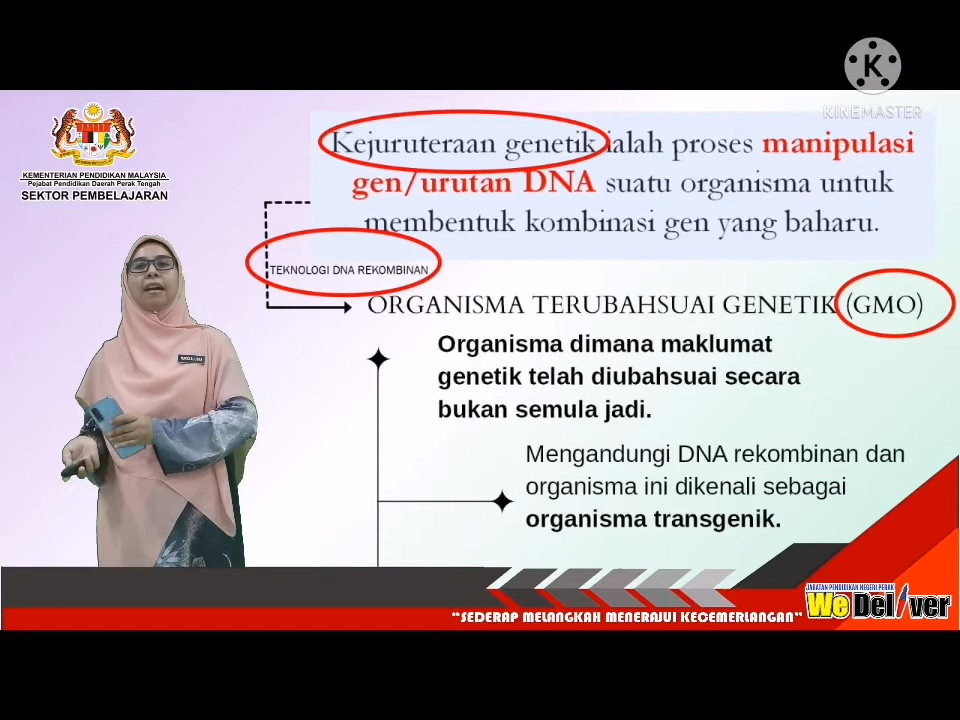 KINEMASTER
KEMENTERIAN PENDIDIKAN MALAYSIA
Pejabat Pendidikan Daerah Perak Tengah
SEKTOR PEMBELAJARAN
Kejuruteraan genetik ialah proses manipulasi
gen/urutan DNA suatu organisma untuk
membentuk kombinasi gen yang baharu.
TEKNOLOGI DNA REKOMBINAN
ORGANISMA TERUBAHSUAI GENETIK (GMO)
Organisma dimana maklumat
genetik telah diubahsuai secara
bukan semula jadi.
Mengandungi DNA rekombinan dan
organisma ini dikenali sebagai
organisma transgenik.
JABATAN PENDIDIKAN NEGERI PERAK
We Deliver
"SEDERAP MELANGKAH MENERAJUI KECEMERLANGAN"